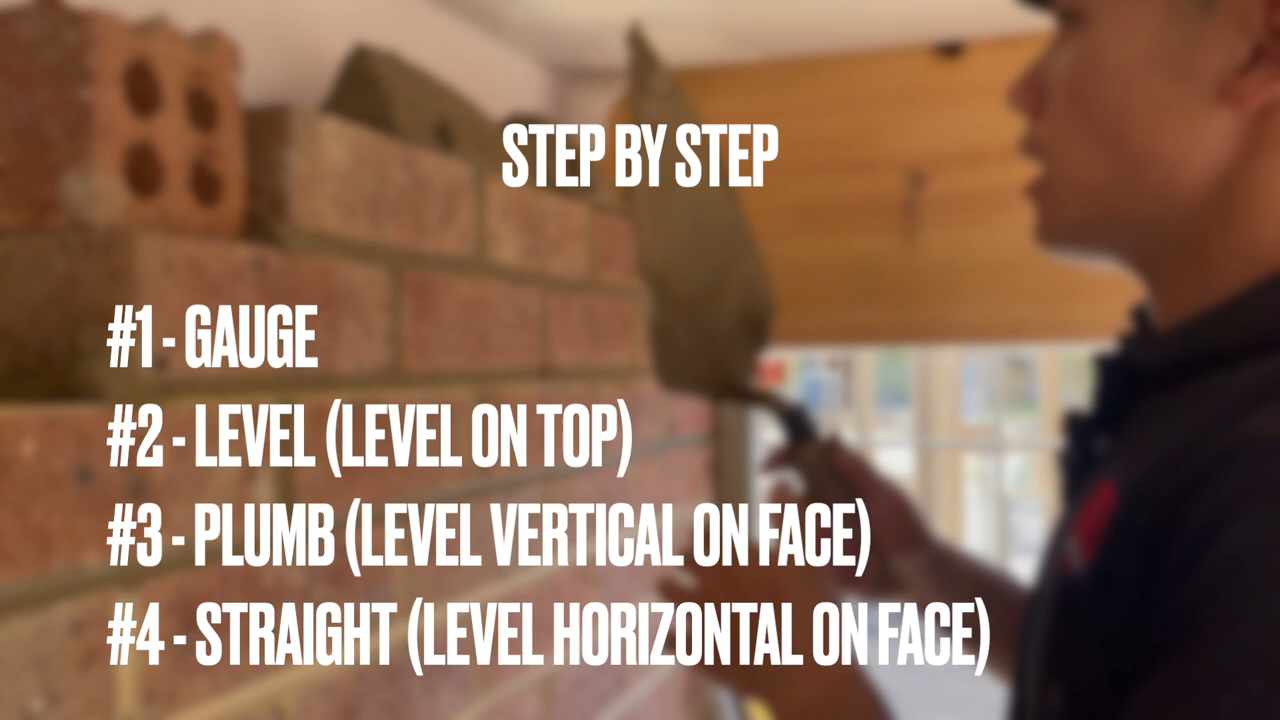 STEP BY STEP
#1 - GAUGE
#2 - LEVEL (LEVEL ON TOP)
#3 - PLUMB (LEVEL VERTICAL ON FACE)
#4 - STRAIGHT (LEVEL HORIZONTAL ON FACE)